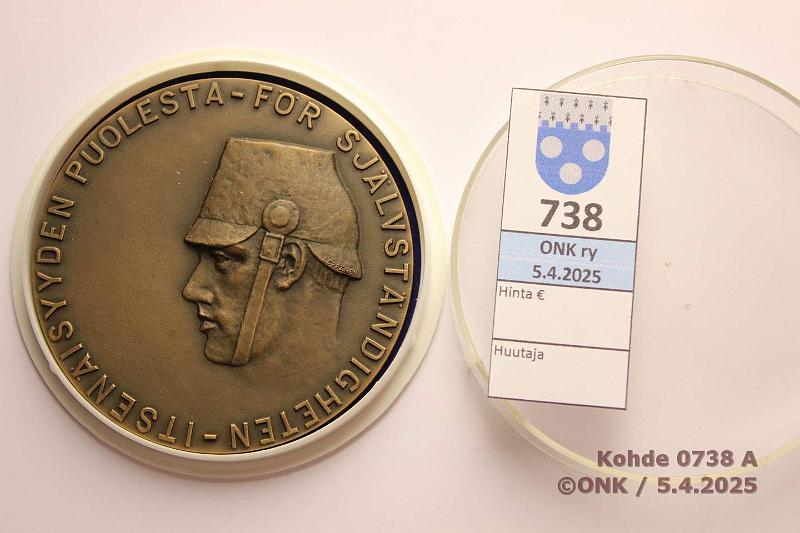 ITSENÄISYYDEN PUOLESTA - FÖR SJÄLVSTÄNDIGHETEN -
738
ONK ry
5.4.2025
Hinta €
Huutaja
Kohde 0738 A
©ONK / 5.4.2025